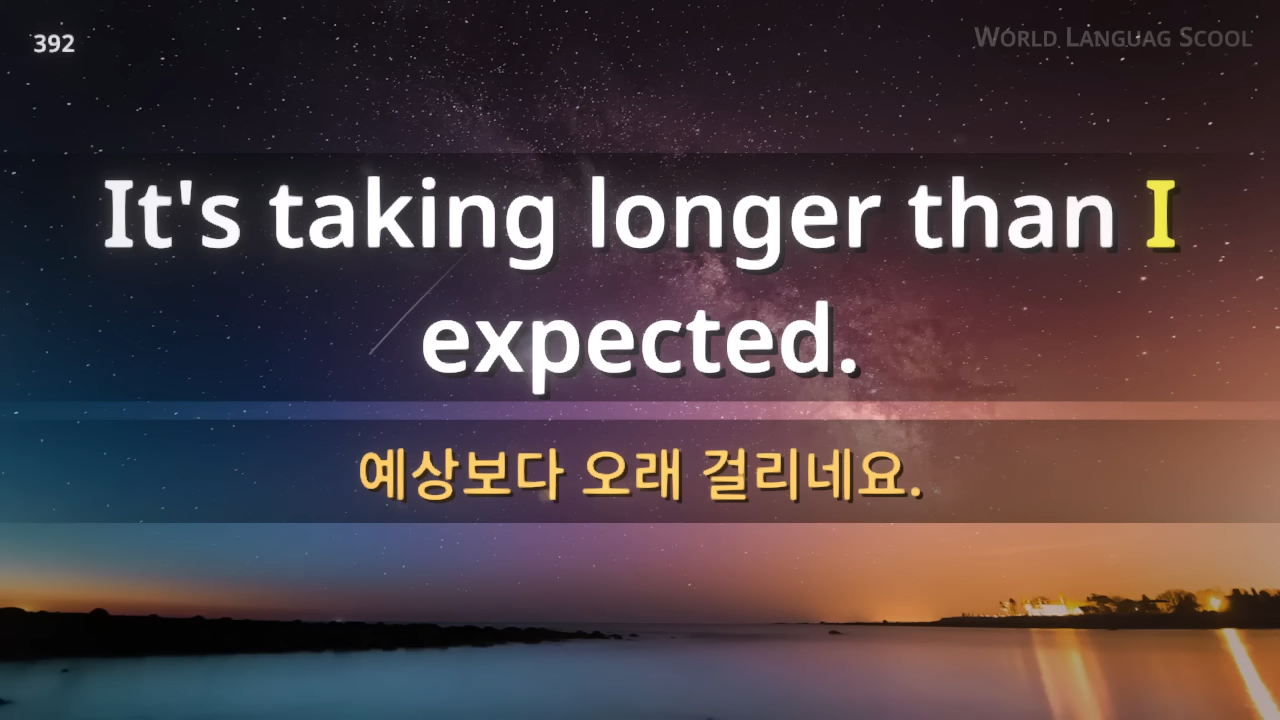 392
World Languag Scool
It's taking longer than I
expected.
예상보다 오래 걸리네요.